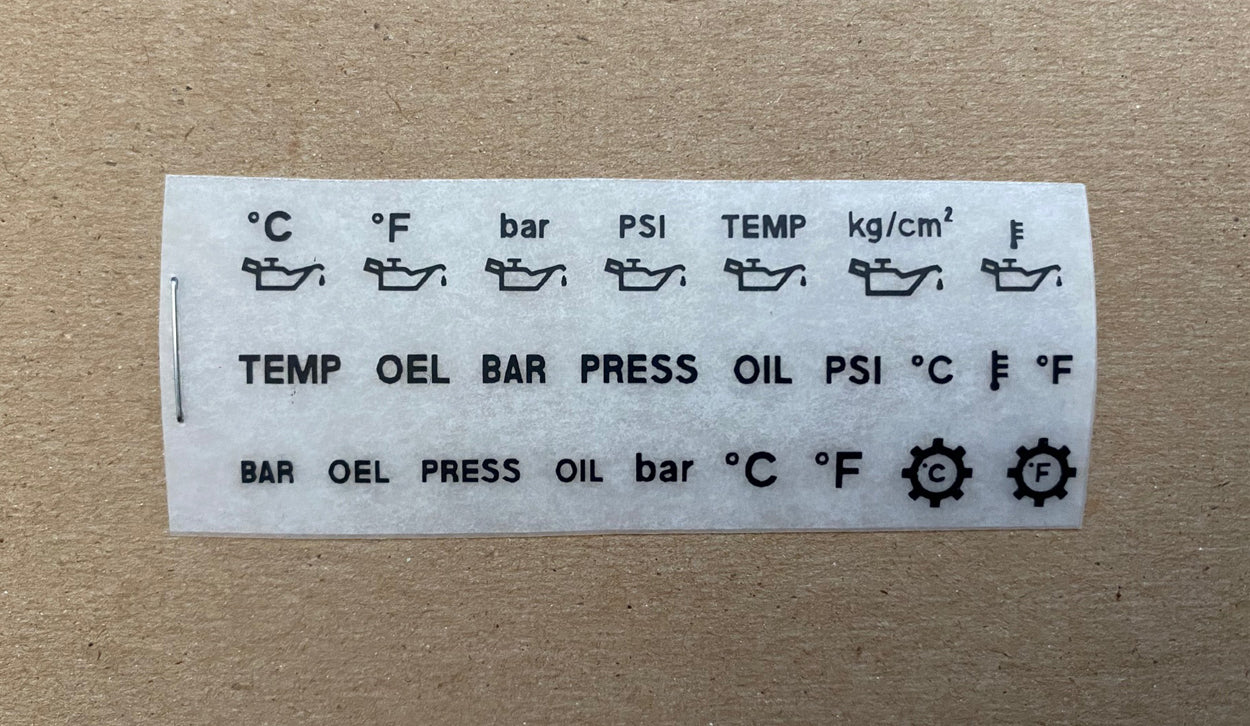 °C °F bar PSI TEMP kg/cm²
TEMP OEL BAR PRESS OIL PSI °C °F
BAR OEL PRESS OIL bar °C °F °C °F